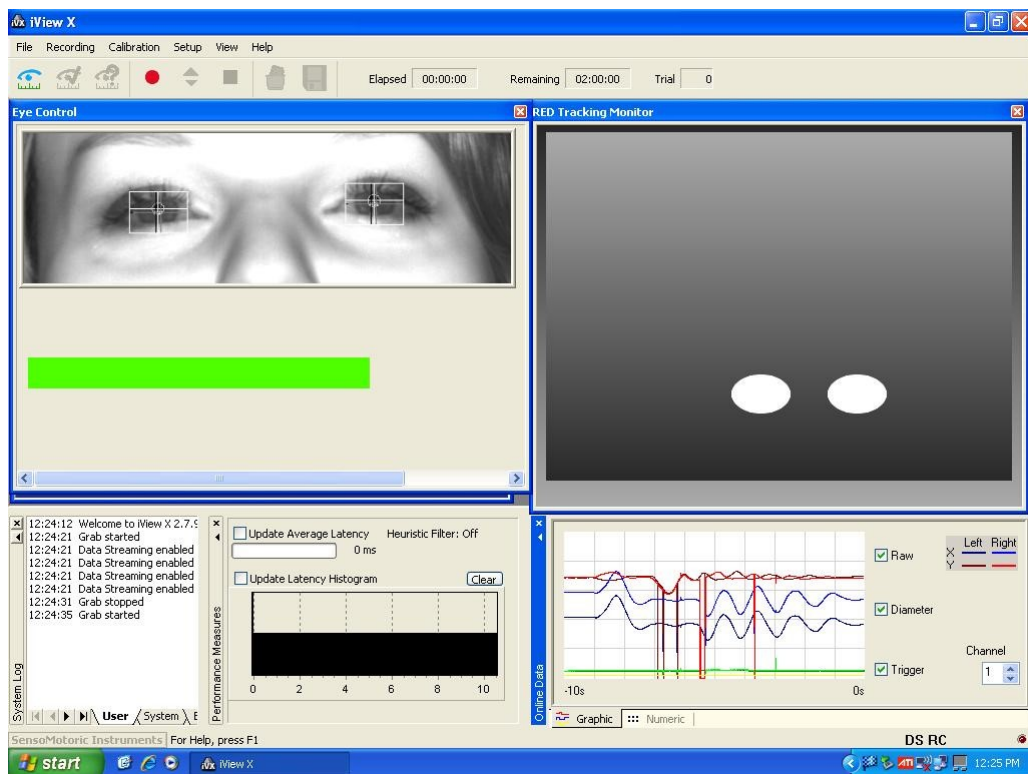 iView X
File Recording Calibration Setup View Help
Elapsed 00:00:00 Remaining 02:00:00 Trial 0
Eye Control
RED Tracking Monitor
12:24:12 Welcome to iView X 2.7.9
12:24:21 Grab started
12:24:21 Data Streaming enabled
12:24:21 Data Streaming enabled
12:24:21 Data Streaming enabled
12:24:21 Data Streaming enabled
12:24:31 Grab stopped
12:24:35 Grab started
System Log
User System E
Update Average Latency Heuristic Filter: Off
0 ms
Update Latency Histogram Clear
0 2 4 6 8 10
Performance Measures
Online Data
-10s 0s
Raw
Diameter
Trigger
Left Right
X
Y
Channel
1
Graphic Numeric
SensoMotoric Instruments For Help, press F1
DS RC
start iView X ATI 12:25 PM